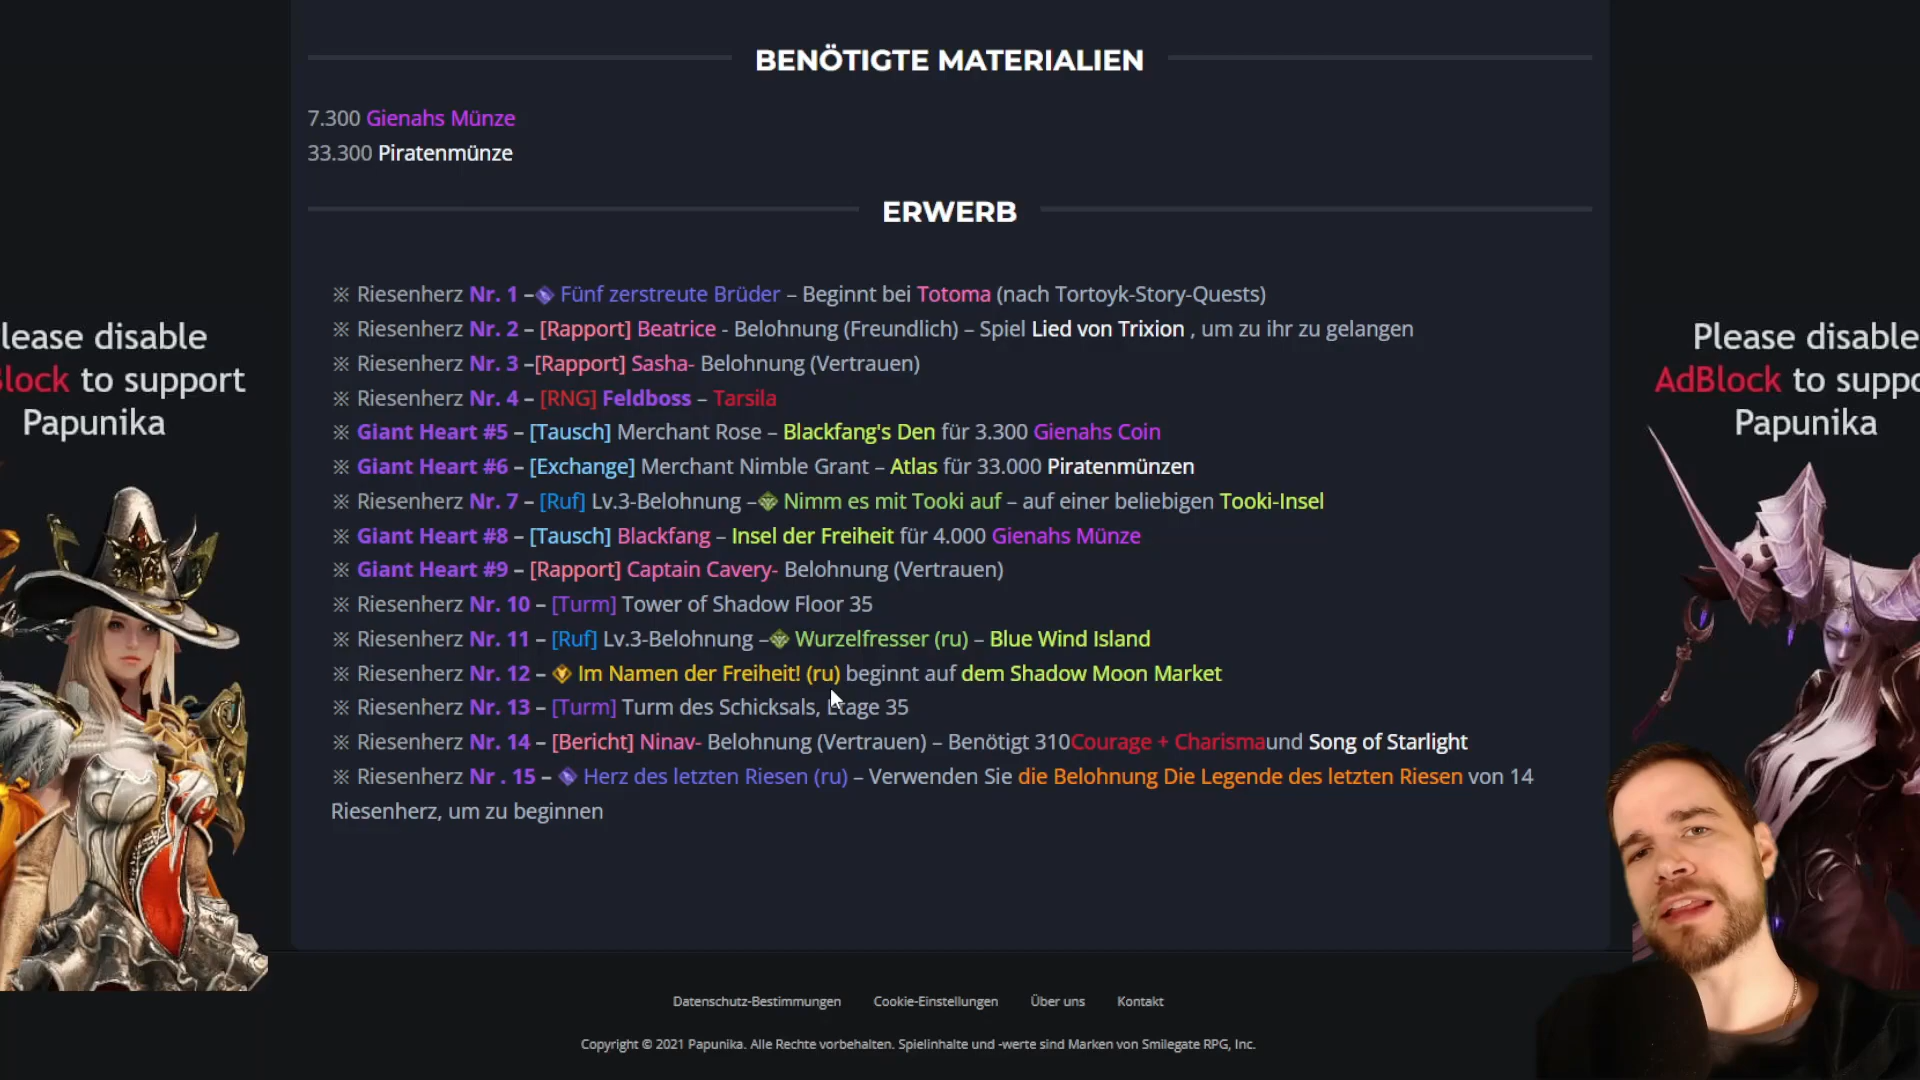 BENÖTIGTE MATERIALIEN
7.300 Gienahs Münze
33.300 Piratenmünze
ERWERB
※ Riesenherz Nr. 1 – Fünf zerstreute Brüder – Beginnt bei Totoma (nach Tortoyk-Story-Quests)
※ Riesenherz Nr. 2 – [Rapport] Beatrice - Belohnung (Freundlich) – Spiel Lied von Trixion , um zu ihr zu gelangen
※ Riesenherz Nr. 3 –[Rapport] Sasha- Belohnung (Vertrauen)
※ Riesenherz Nr. 4 – [RNG] Feldboss – Tarsila
※ Giant Heart #5 – [Tausch] Merchant Rose – Blackfang's Den für 3.300 Gienahs Coin
※ Giant Heart #6 – [Exchange] Merchant Nimble Grant – Atlas für 33.000 Piratenmünzen
※ Riesenherz Nr. 7 – [Ruf] Lv.3-Belohnung – Nimm es mit Tooki auf – auf einer beliebigen Tooki-Insel
※ Giant Heart #8 – [Tausch] Blackfang – Insel der Freiheit für 4.000 Gienahs Münze
※ Giant Heart #9 – [Rapport] Captain Cavery- Belohnung (Vertrauen)
※ Riesenherz Nr. 10 – [Turm] Tower of Shadow Floor 35
※ Riesenherz Nr. 11 – [Ruf] Lv.3-Belohnung – Wurzelfresser (ru) – Blue Wind Island
※ Riesenherz Nr. 12 – Im Namen der Freiheit! (ru) beginnt auf dem Shadow Moon Market
※ Riesenherz Nr. 13 – [Turm] Turm des Schicksals, Etage 35
※ Riesenherz Nr. 14 – [Bericht] Ninav- Belohnung (Vertrauen) – Benötigt 310Courage + Charismaund Song of Starlight
※ Riesenherz Nr . 15 – Herz des letzten Riesen (ru) – Verwenden Sie die Belohnung Die Legende des letzten Riesen von 14
Riesenherz, um zu beginnen
lease disable
Block to support
Papunika
Please disable
AdBlock to suppo
Papunika
Datenschutz-Bestimmungen Cookie-Einstellungen Über uns Kontakt
Copyright © 2021 Papunika. Alle Rechte vorbehalten. Spielinhalte und -werte sind Marken von Smilegate RPG, Inc.